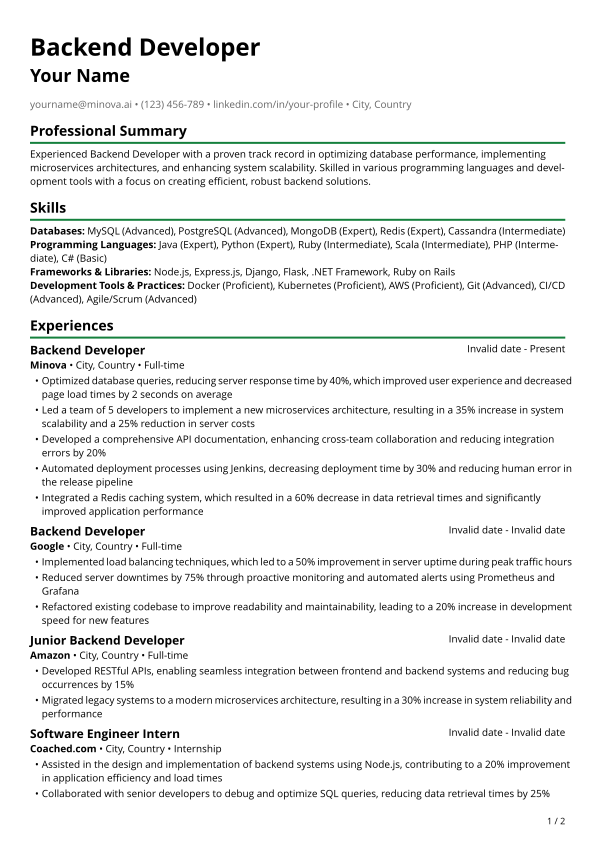 Backend Developer
Your Name
yourname@minova.ai • (123) 456-789 • linkedin.com/in/your-profile • City, Country
Professional Summary
Experienced Backend Developer with a proven track record in optimizing database performance, implementing
microservices architectures, and enhancing system scalability. Skilled in various programming languages and devel-
opment tools with a focus on creating efficient, robust backend solutions.
Skills
Databases: MySQL (Advanced), PostgreSQL (Advanced), MongoDB (Expert), Redis (Expert), Cassandra (Intermediate)
Programming Languages: Java (Expert), Python (Expert), Ruby (Intermediate), Scala (Intermediate), PHP (Interme-
diate), C# (Basic)
Frameworks & Libraries: Node.js, Express.js, Django, Flask, .NET Framework, Ruby on Rails
Development Tools & Practices: Docker (Proficient), Kubernetes (Proficient), AWS (Proficient), Git (Advanced), CI/CD
(Advanced), Agile/Scrum (Advanced)
Experiences
Backend Developer Invalid date - Present
Minova • City, Country • Full-time
• Optimized database queries, reducing server response time by 40%, which improved user experience and decreased
page load times by 2 seconds on average
• Led a team of 5 developers to implement a new microservices architecture, resulting in a 35% increase in system
scalability and a 25% reduction in server costs
• Developed a comprehensive API documentation, enhancing cross-team collaboration and reducing integration
errors by 20%
• Automated deployment processes using Jenkins, decreasing deployment time by 30% and reducing human error in
the release pipeline
• Integrated a Redis caching system, which resulted in a 60% decrease in data retrieval times and significantly
improved application performance
Backend Developer Invalid date - Invalid date
Google • City, Country • Full-time
• Implemented load balancing techniques, which led to a 50% improvement in server uptime during peak traffic hours
• Reduced server downtimes by 75% through proactive monitoring and automated alerts using Prometheus and
Grafana
• Refactored existing codebase to improve readability and maintainability, leading to a 20% increase in development
speed for new features
Junior Backend Developer Invalid date - Invalid date
Amazon • City, Country • Full-time
• Developed RESTful APIs, enabling seamless integration between frontend and backend systems and reducing bug
occurrences by 15%
• Migrated legacy systems to a modern microservices architecture, resulting in a 30% increase in system reliability and
performance
Software Engineer Intern Invalid date - Invalid date
Coached.com • City, Country • Internship
• Assisted in the design and implementation of backend systems using Node.js, contributing to a 20% improvement
in application efficiency and load times
• Collaborated with senior developers to debug and optimize SQL queries, reducing data retrieval times by 25%
1 / 2